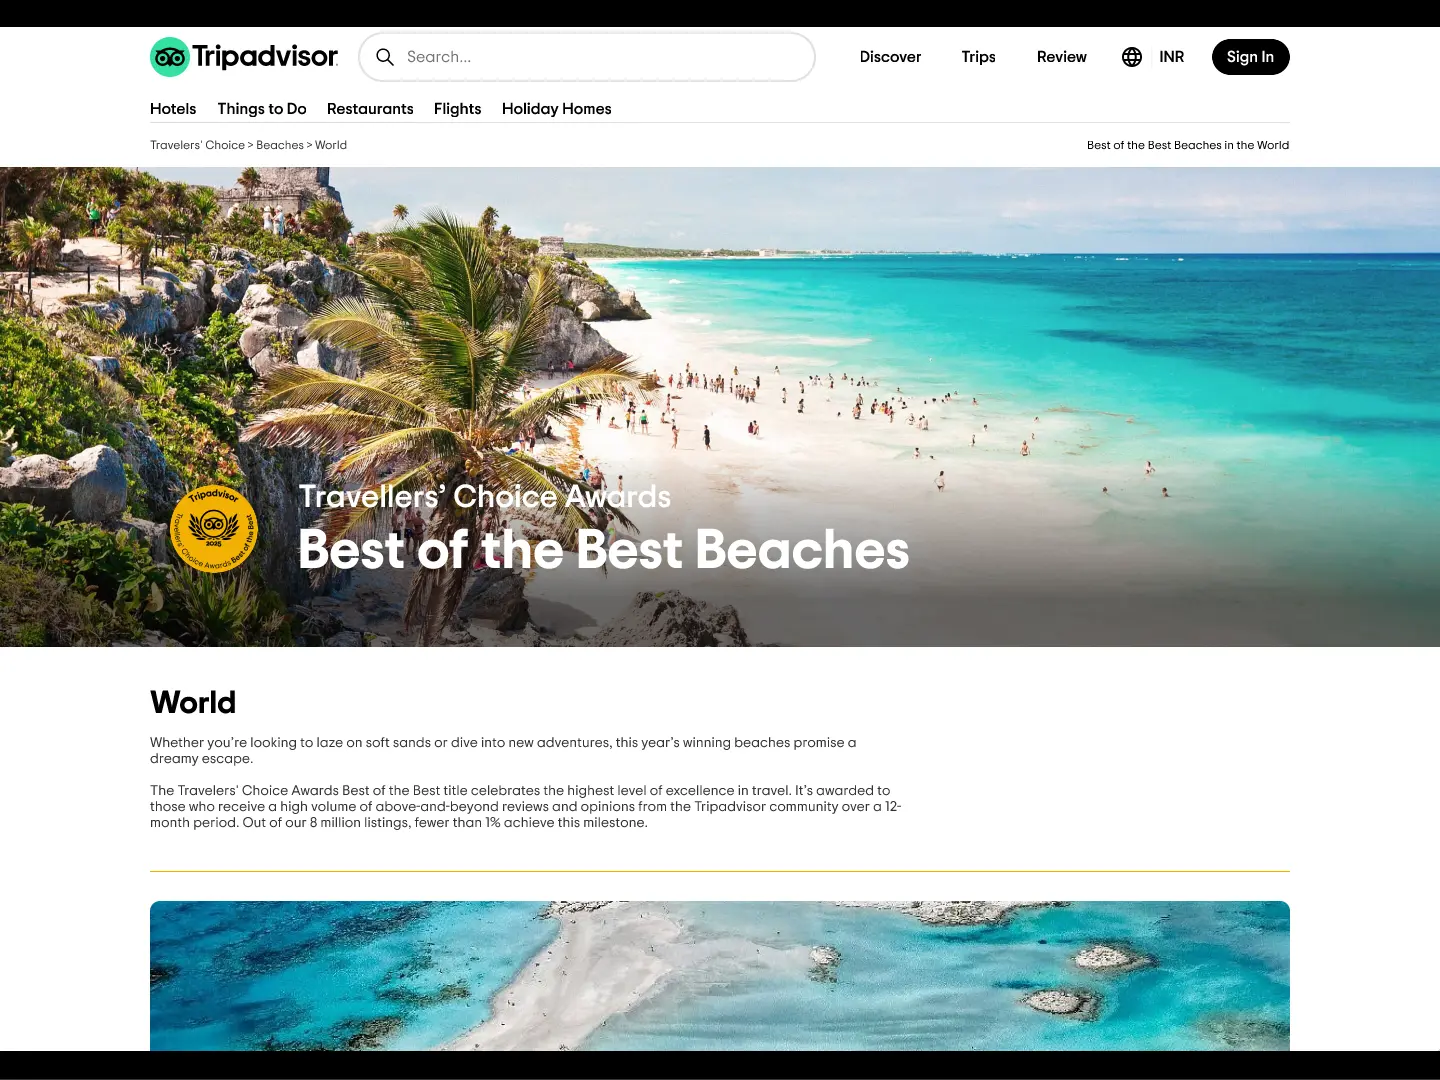 Tripadvisor
Search...
Discover
Trips
Review
INR
Sign In
Hotels
Things to Do
Restaurants
Flights
Holiday Homes
Travelers' Choice > Beaches > World
Best of the Best Beaches in the World
Tripadvisor
2025
Travellers' Choice Awards Best of the Best
Travellers' Choice Awards
Best of the Best Beaches
World
Whether you're looking to laze on soft sands or dive into new adventures, this year's winning beaches promise a
dreamy escape.
The Travelers' Choice Awards Best of the Best title celebrates the highest level of excellence in travel. It's awarded to
those who receive a high volume of above-and-beyond reviews and opinions from the Tripadvisor community over a 12-
month period. Out of our 8 million listings, fewer than 1% achieve this milestone.